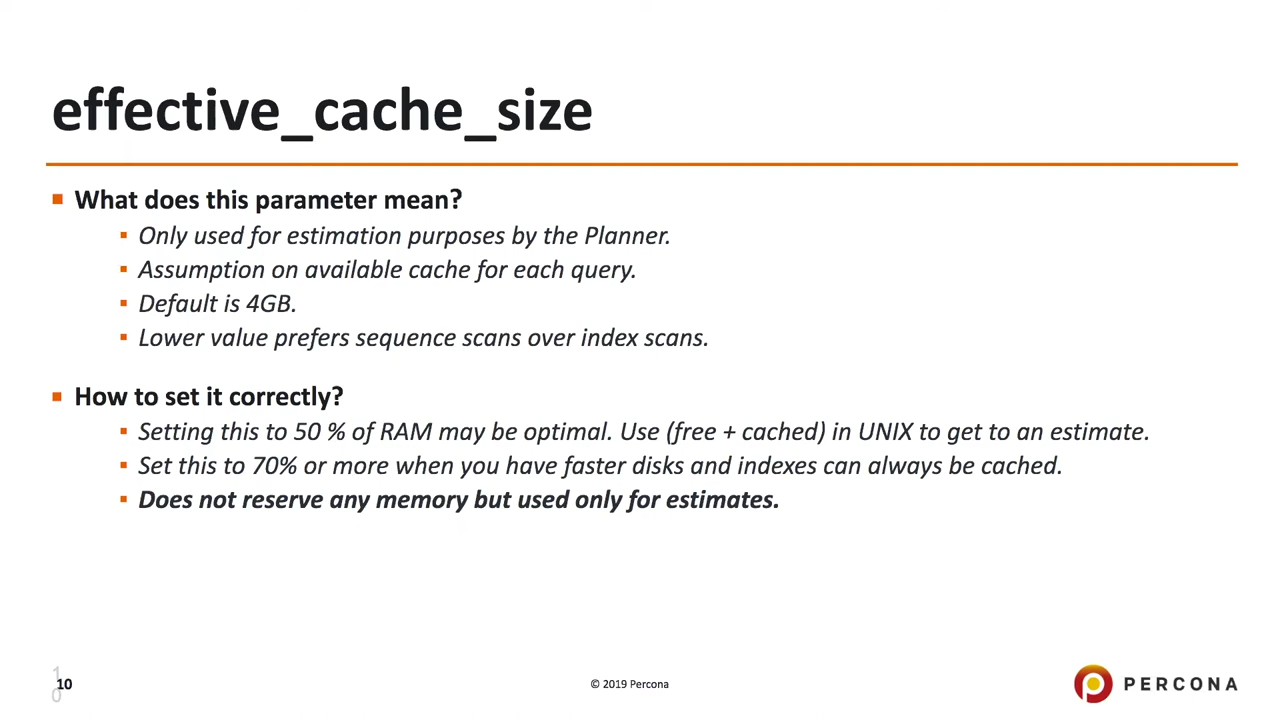 effective_cache_size
What does this parameter mean?
Only used for estimation purposes by the Planner.
Assumption on available cache for each query.
Default is 4GB.
Lower value prefers sequence scans over index scans.
How to set it correctly?
Setting this to 50 % of RAM may be optimal. Use (free + cached) in UNIX to get to an estimate.
Set this to 70% or more when you have faster disks and indexes can always be cached.
Does not reserve any memory but used only for estimates.
10
10
© 2019 Percona
PERCONA